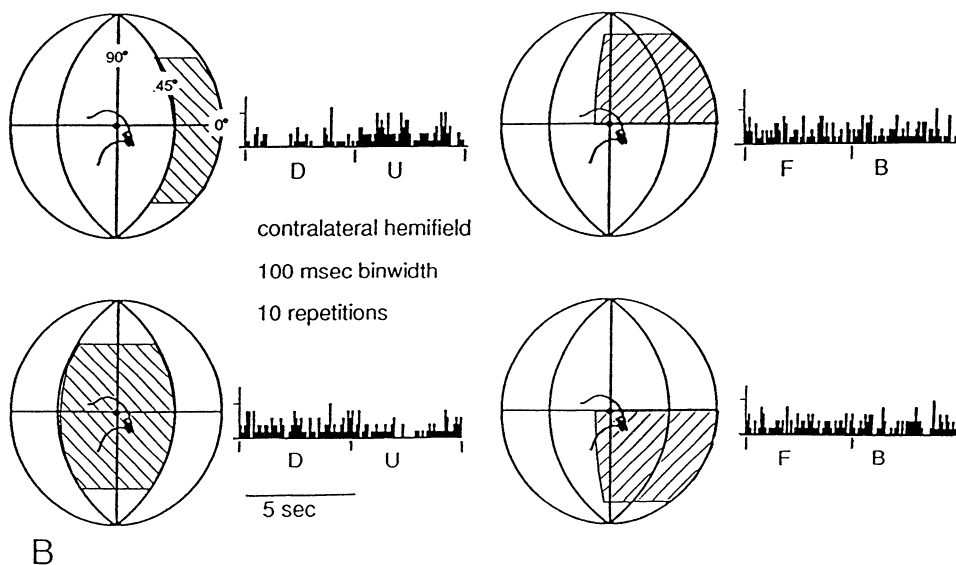 90°
45°
0°
D U
F B
contralateral hemifield
100 msec binwidth
10 repetitions
D U
F B
5 sec
B